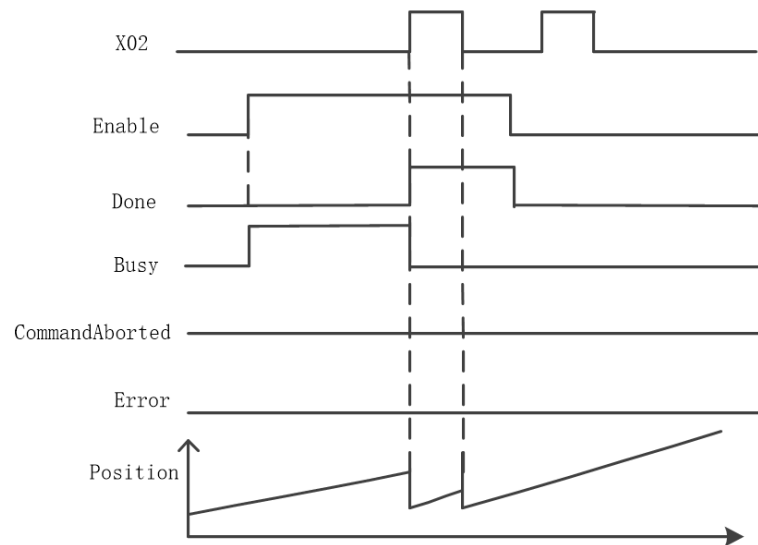 X02
Enable
Done
Busy
CommandAborted
Error
Position